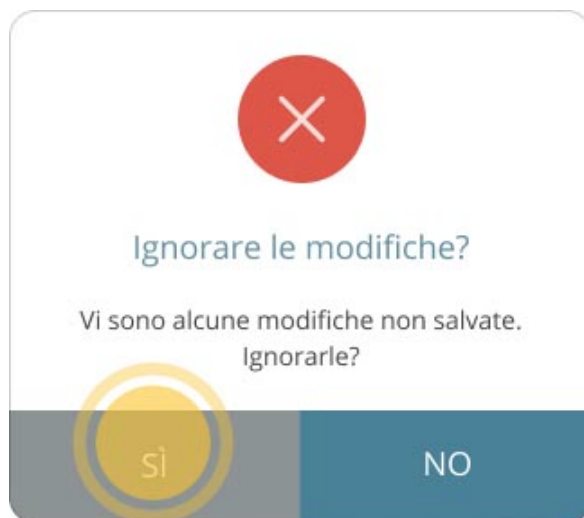 Ignorare le modifiche?
Vi sono alcune modifiche non salvate.
Ignorarle?
SÌ
NO